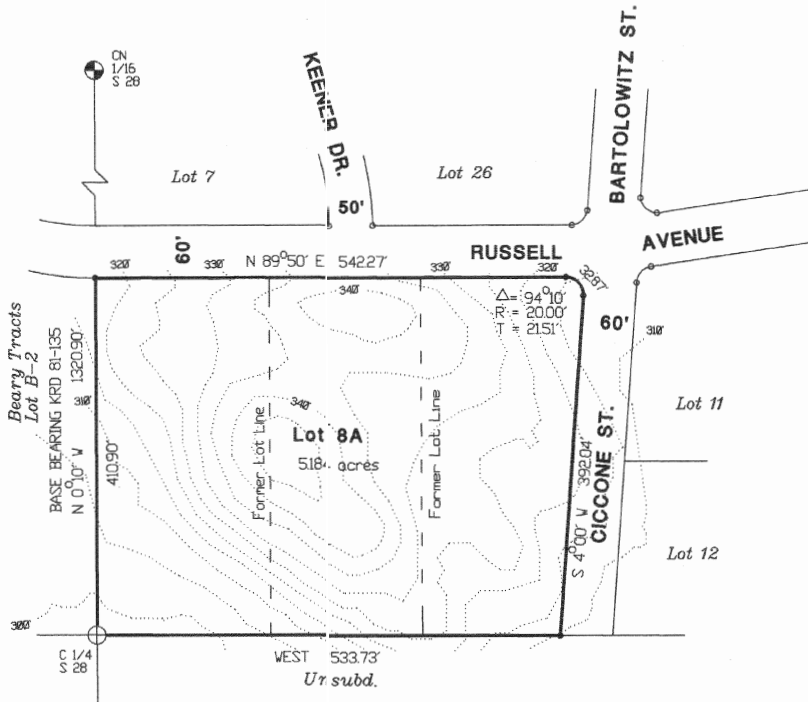 CN
1/16
S 28
KEENER DR.
BARTOLOWITZ ST.
Lot 7
Lot 26
50'
60'
RUSSELL
AVENUE
320
330
N 89°50' E 542.27'
330
320
32.87'
340
Δ= 94°10'
R = 20.00'
T = 21.51'
60'
310
Beary Tracts
Lot B-2
BASE BEARING KRD 81-135
N 0°10' W 1320.90'
310
410.90'
Former Lot Line
340
Lot 8A
5.184 acres
Former Lot Line
S 4°00' W 392.04'
CICCONE ST.
Lot 11
Lot 12
300
C 1/4
S 28
WEST 533.73'
Unsubd.